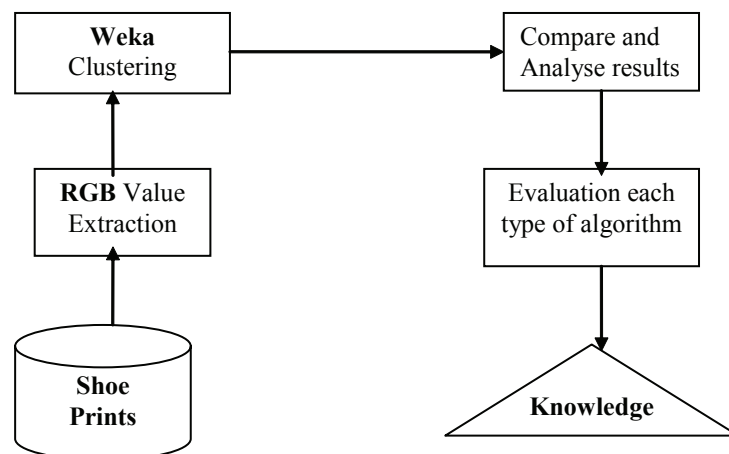 Weka
Clustering
Compare and
Analyse results
RGB Value
Extraction
Evaluation each
type of algorithm
Shoe
Prints
Knowledge